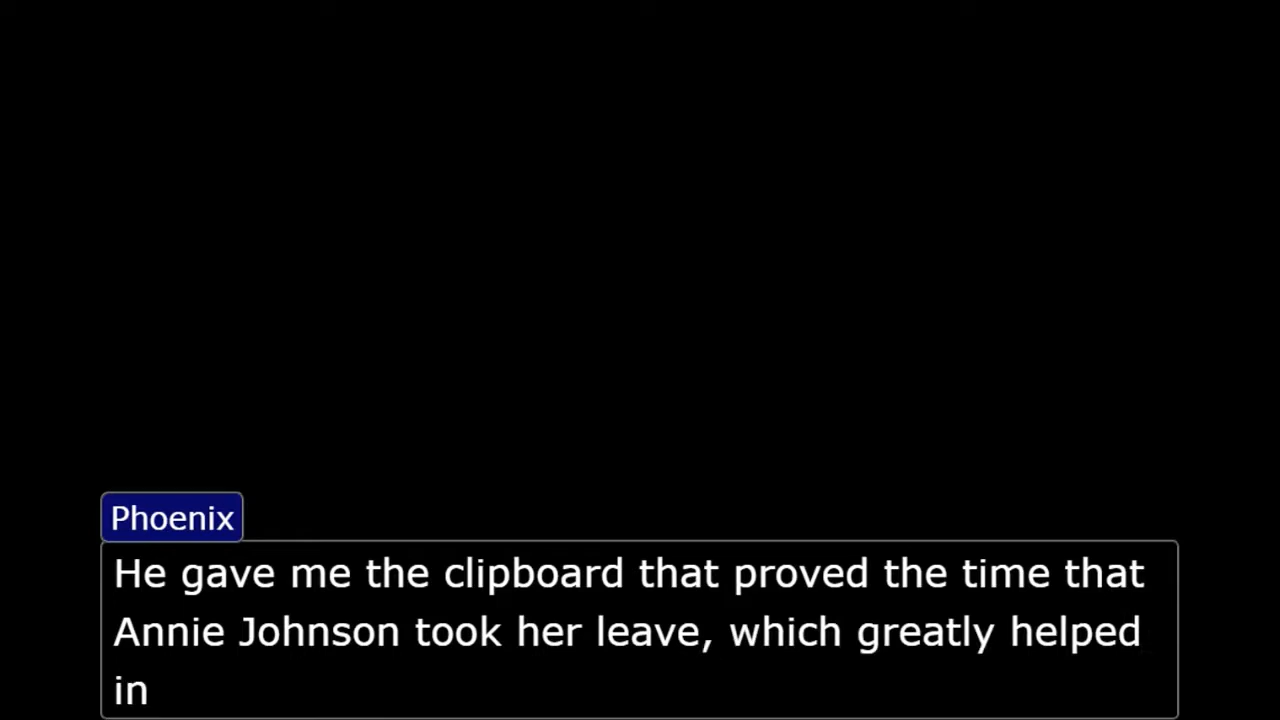 Phoenix
He gave me the clipboard that proved the time that
Annie Johnson took her leave, which greatly helped
in